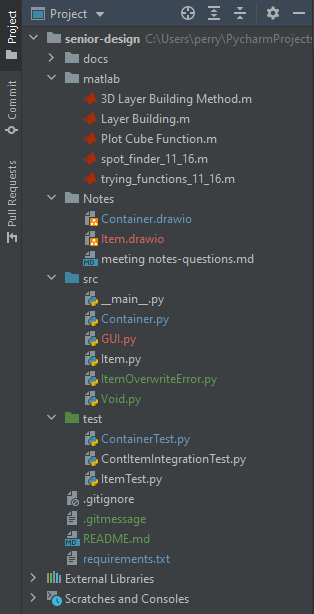 Project
senior-design C:\Users\perry\PycharmProjects
docs
matlab
3D Layer Building Method.m
Layer Building.m
Plot Cube Function.m
spot_finder_11_16.m
trying_functions_11_16.m
Notes
Container.drawio
Item.drawio
meeting notes-questions.md
src
__main__.py
Container.py
GUI.py
Item.py
ItemOverwriteError.py
Void.py
test
ContainerTest.py
ContItemIntegrationTest.py
ItemTest.py
.gitignore
.gitmessage
README.md
requirements.txt
External Libraries
Scratches and Consoles
Project
Commit
Pull Requests